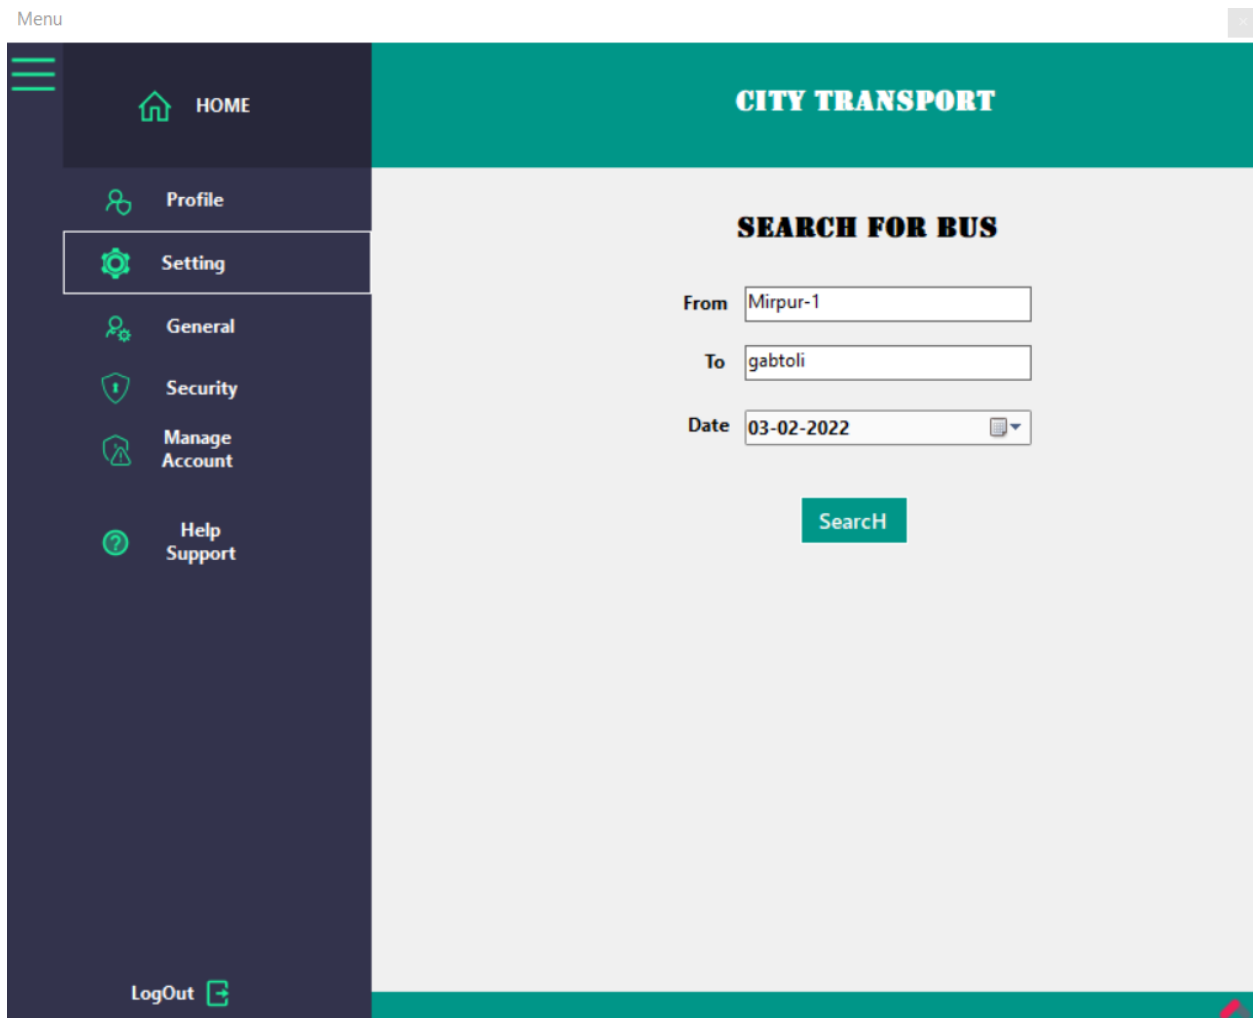 Menu
HOME
CITY TRANSPORT
Profile
Setting
General
Security
Manage
Account
Help
Support
LogOut
SEARCH FOR BUS
From Mirpur-1
To gabtoli
Date 03-02-2022
SearcH